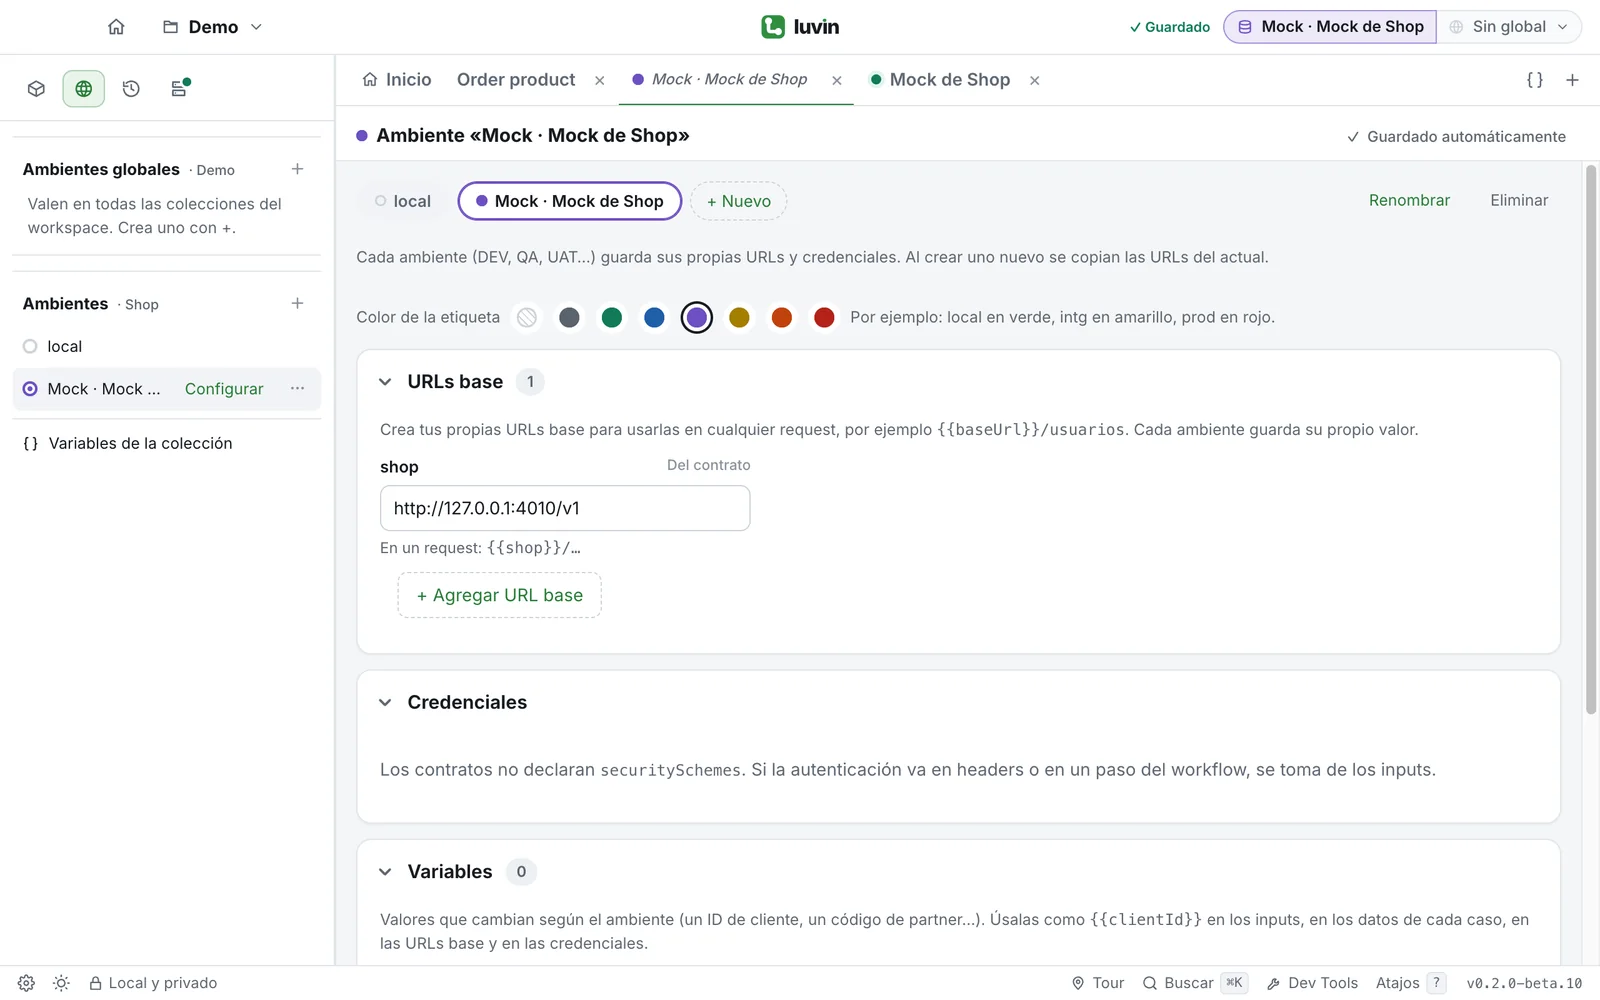 Demo
luvin
Guardado
Mock · Mock de Shop
Sin global
Inicio
Order product
Mock · Mock de Shop
Mock de Shop
{}
Ambiente «Mock · Mock de Shop»
Guardado automáticamente
Ambientes globales · Demo
Valen en todas las colecciones del
workspace. Crea uno con +.
Ambientes · Shop
local
Mock · Mock ...
Configurar
...
{} Variables de la colección
local
Mock · Mock de Shop
+ Nuevo
Renombrar
Eliminar
Cada ambiente (DEV, QA, UAT...) guarda sus propias URLs y credenciales. Al crear uno nuevo se copian las URLs del actual.
Color de la etiqueta
Por ejemplo: local en verde, intg en amarillo, prod en rojo.
URLs base 1
Crea tus propias URLs base para usarlas en cualquier request, por ejemplo {{baseUrl}}/usuarios. Cada ambiente guarda su propio valor.
shop
Del contrato
http://127.0.0.1:4010/v1
En un request: {{shop}}/…
+ Agregar URL base
Credenciales
Los contratos no declaran securitySchemes. Si la autenticación va en headers o en un paso del workflow, se toma de los inputs.
Variables 0
Valores que cambian según el ambiente (un ID de cliente, un código de partner...). Úsalas como {{clientId}} en los inputs, en los datos de cada caso, en
las URLs base y en las credenciales.
Local y privado
Tour
Buscar ⌘K
Dev Tools
Atajos ?
v0.2.0-beta.10